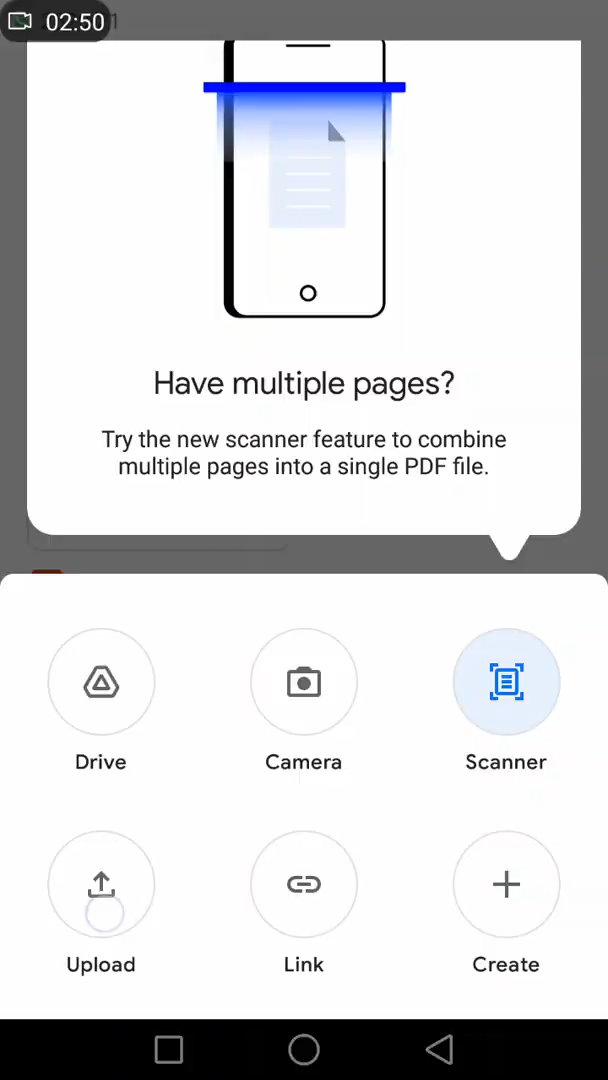 02:50
Have multiple pages?
Try the new scanner feature to combine
multiple pages into a single PDF file.
Drive
Camera
Scanner
Upload
Link
Create